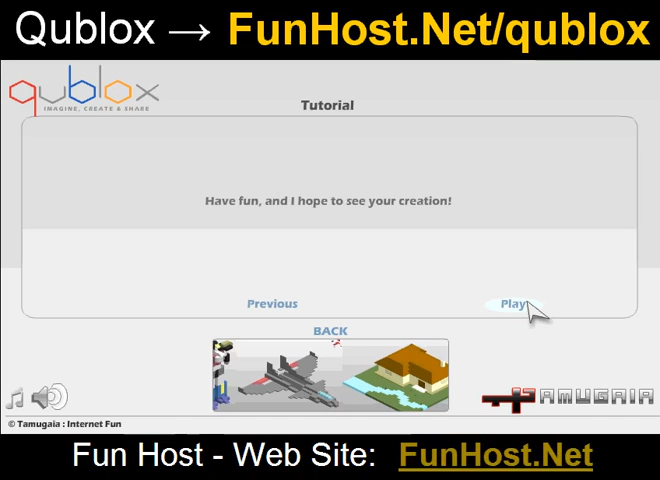 Qublox → FunHost.Net/qublox
qublox
IMAGINE, CREATE & SHARE
Tutorial
Have fun, and I hope to see your creation!
Previous
Play
BACK
TAMUGAIA
© Tamugaia : Internet Fun
Fun Host - Web Site: FunHost.Net